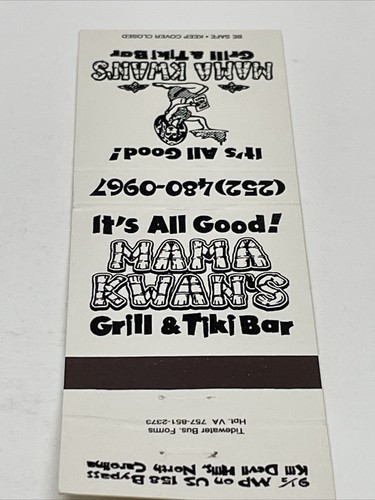 BE SAFE • KEEP COVER CLOSED
It's All Good!
MAMA KWAN'S
Grill & Tiki Bar
(252)480-0967
It's All Good!
MAMA
KWAN'S
Grill & Tiki Bar
Tidewater Bus. Forms
Hpt. VA 757-851-2373
9½ MP on US 158 Bypass
Kill Devil Hills, North Carolina